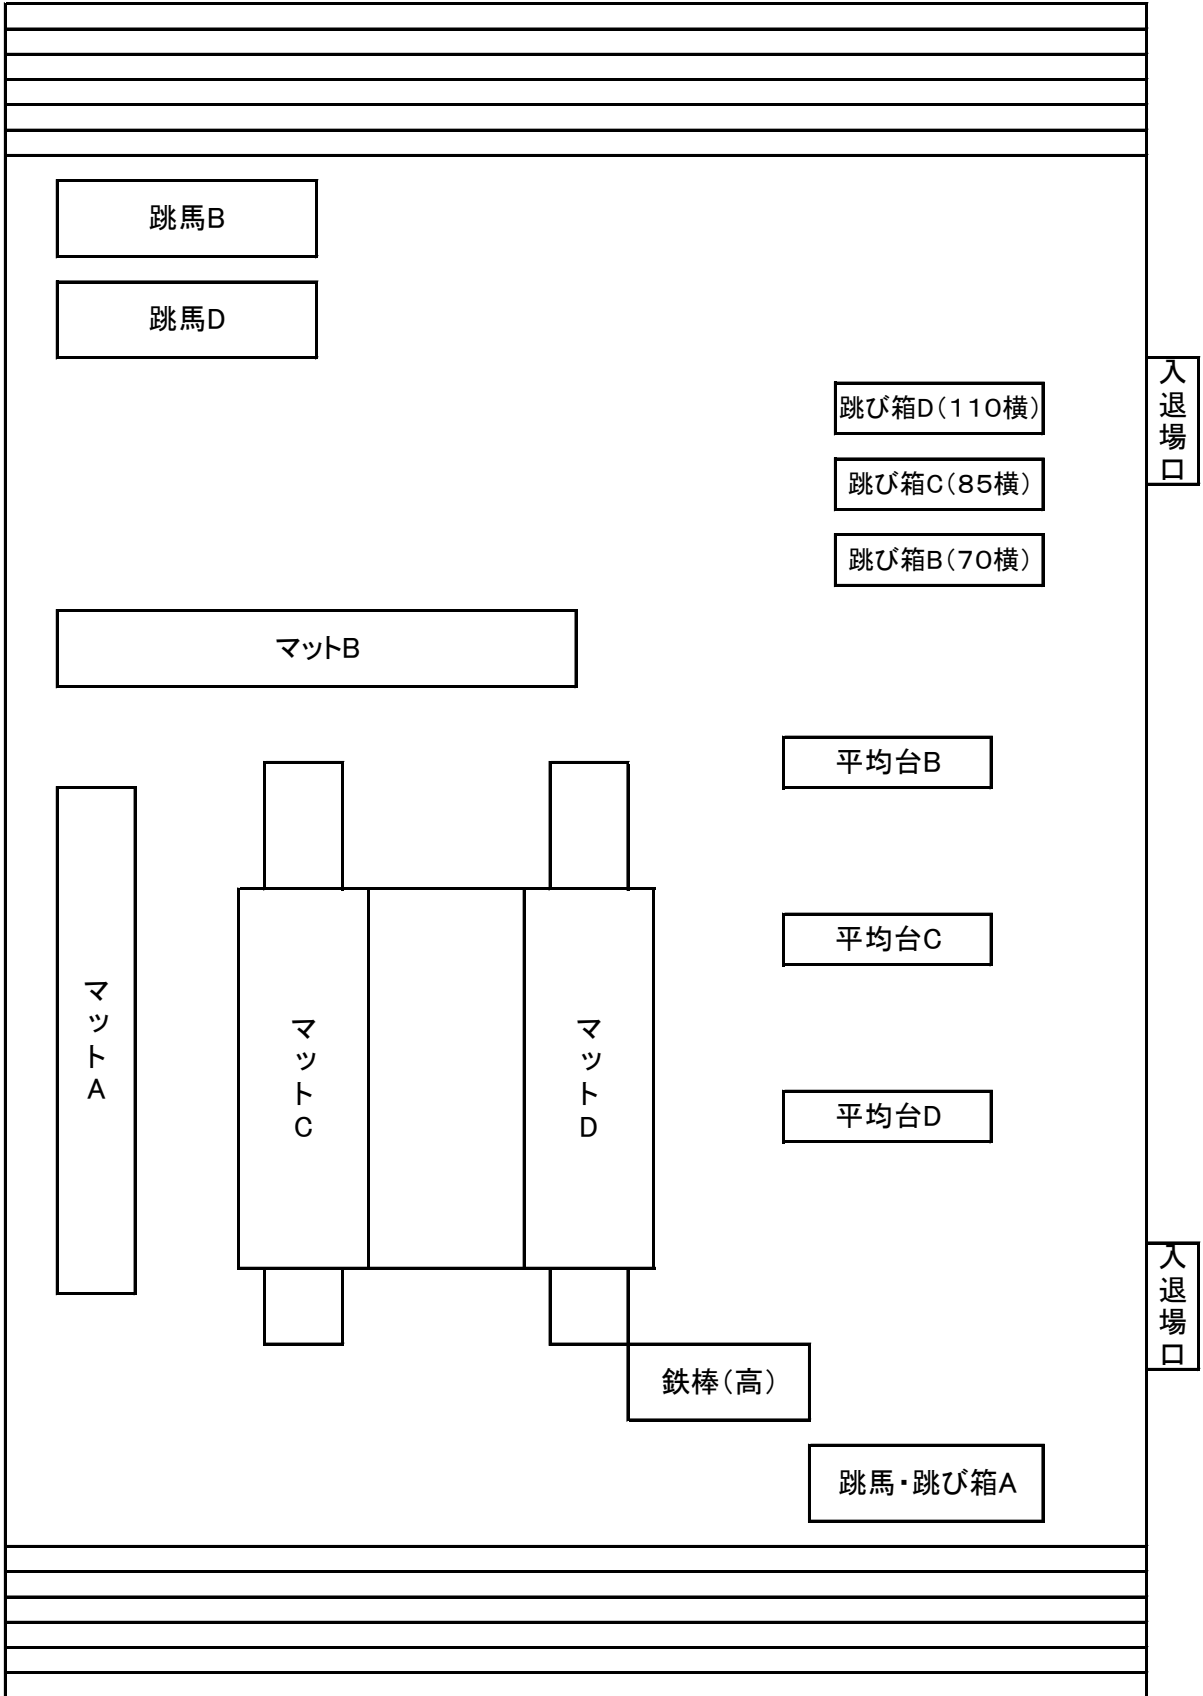 跳馬B
跳馬D
入退場口
跳び箱D(110横)
跳び箱C(85横)
跳び箱B(70横)
マットB
平均台B
平均台C
マットA
マットC
マットD
平均台D
入退場口
鉄棒(高)
跳馬・跳び箱A